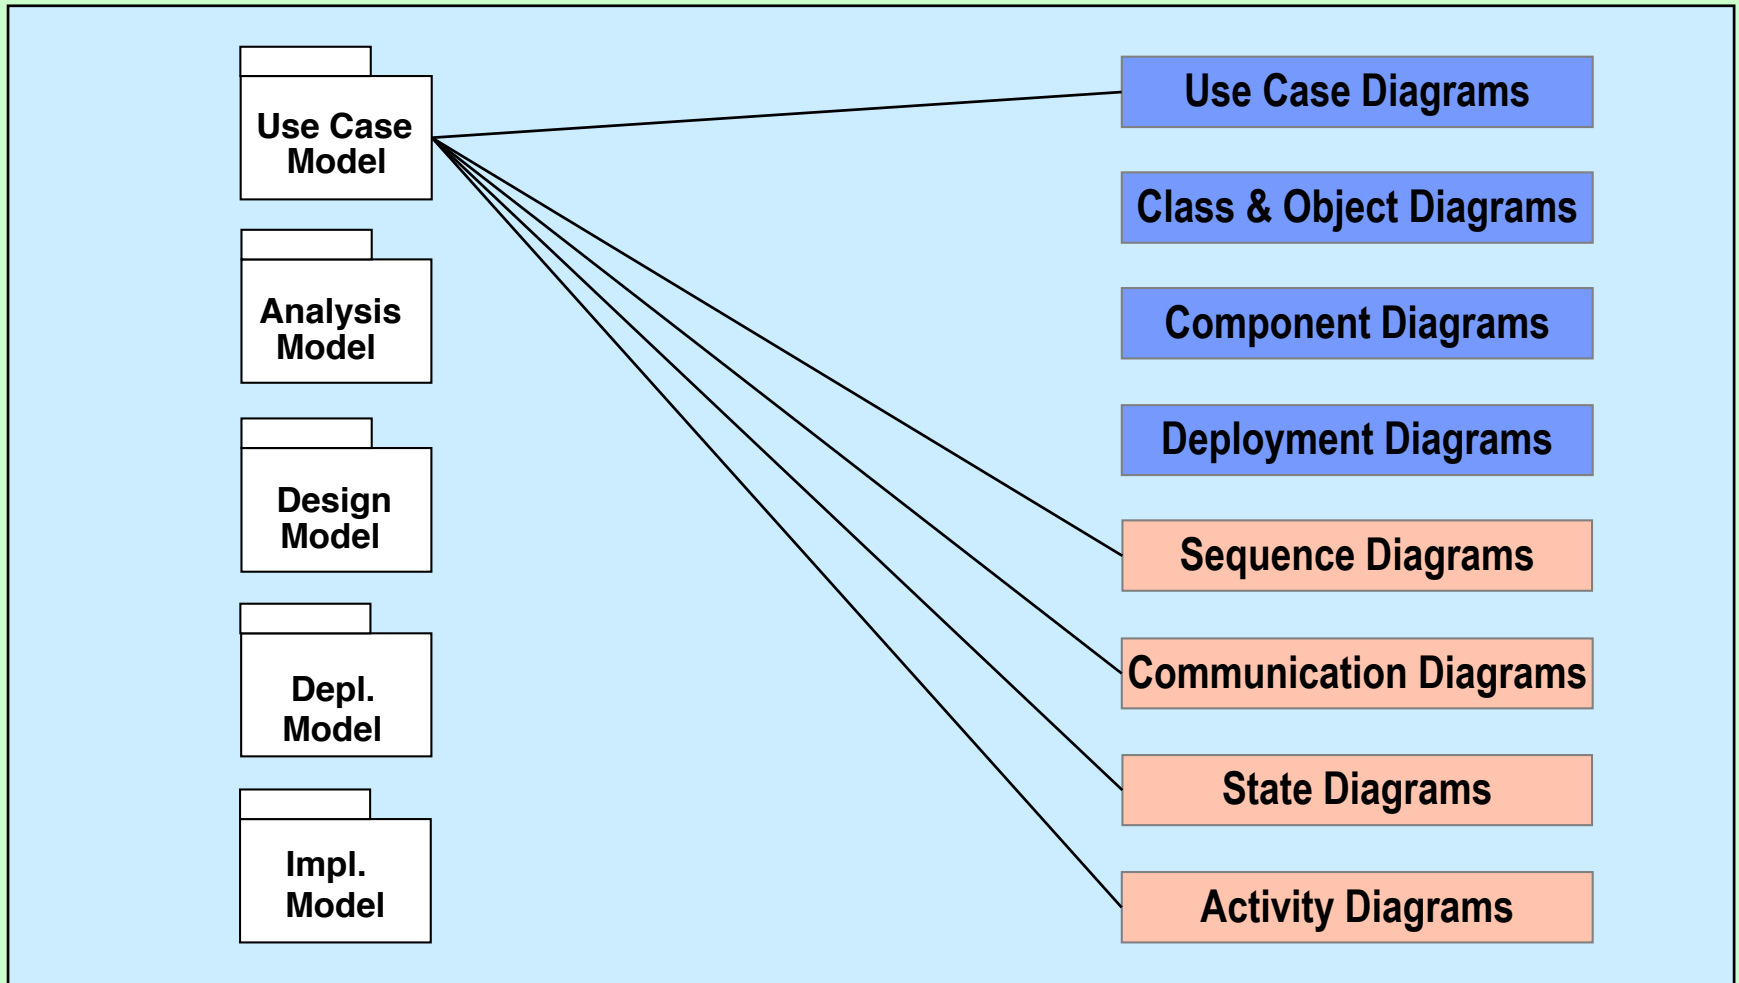 Use Case
Model
Analysis
Model
Design
Model
Depl.
Model
Impl.
Model
Use Case Diagrams
Class & Object Diagrams
Component Diagrams
Deployment Diagrams
Sequence Diagrams
Communication Diagrams
State Diagrams
Activity Diagrams